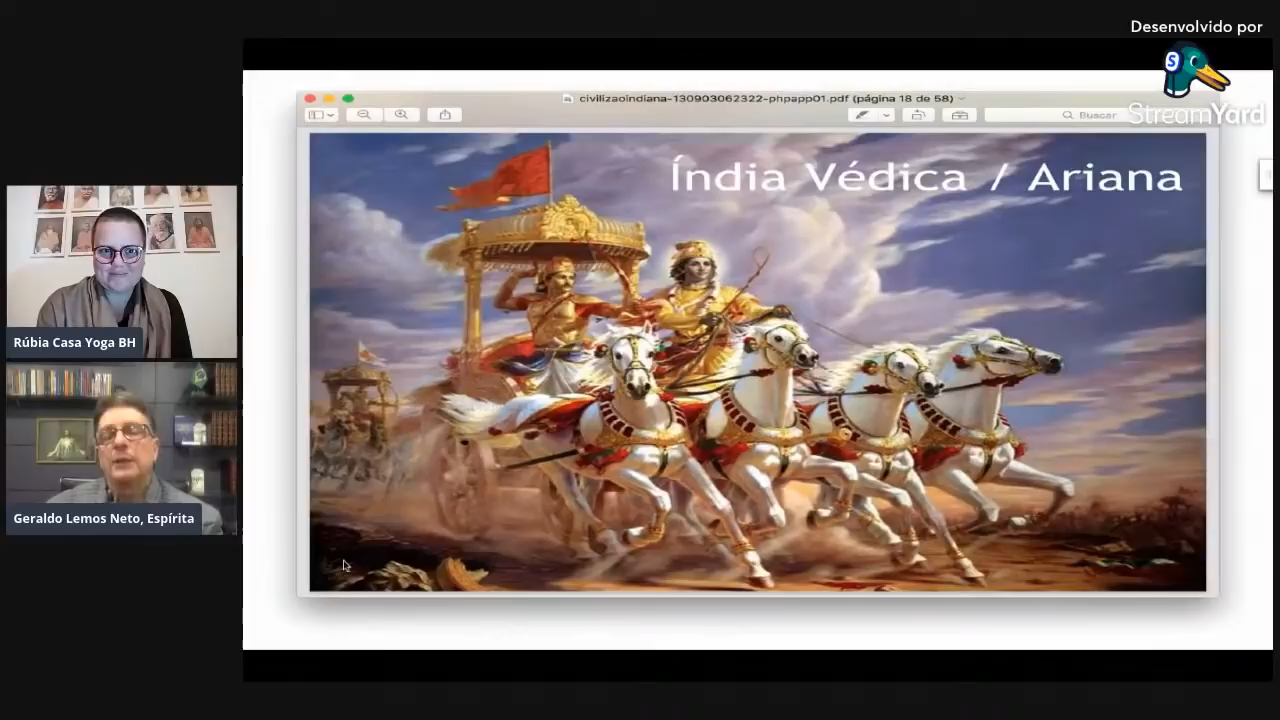 Desenvolvido por
S
StreamYard
civilizaoindiana-130903062322-phpapp01.pdf (página 18 de 58)
Buscar
Índia Védica / Ariana
Rúbia Casa Yoga BH
Geraldo Lemos Neto, Espírita